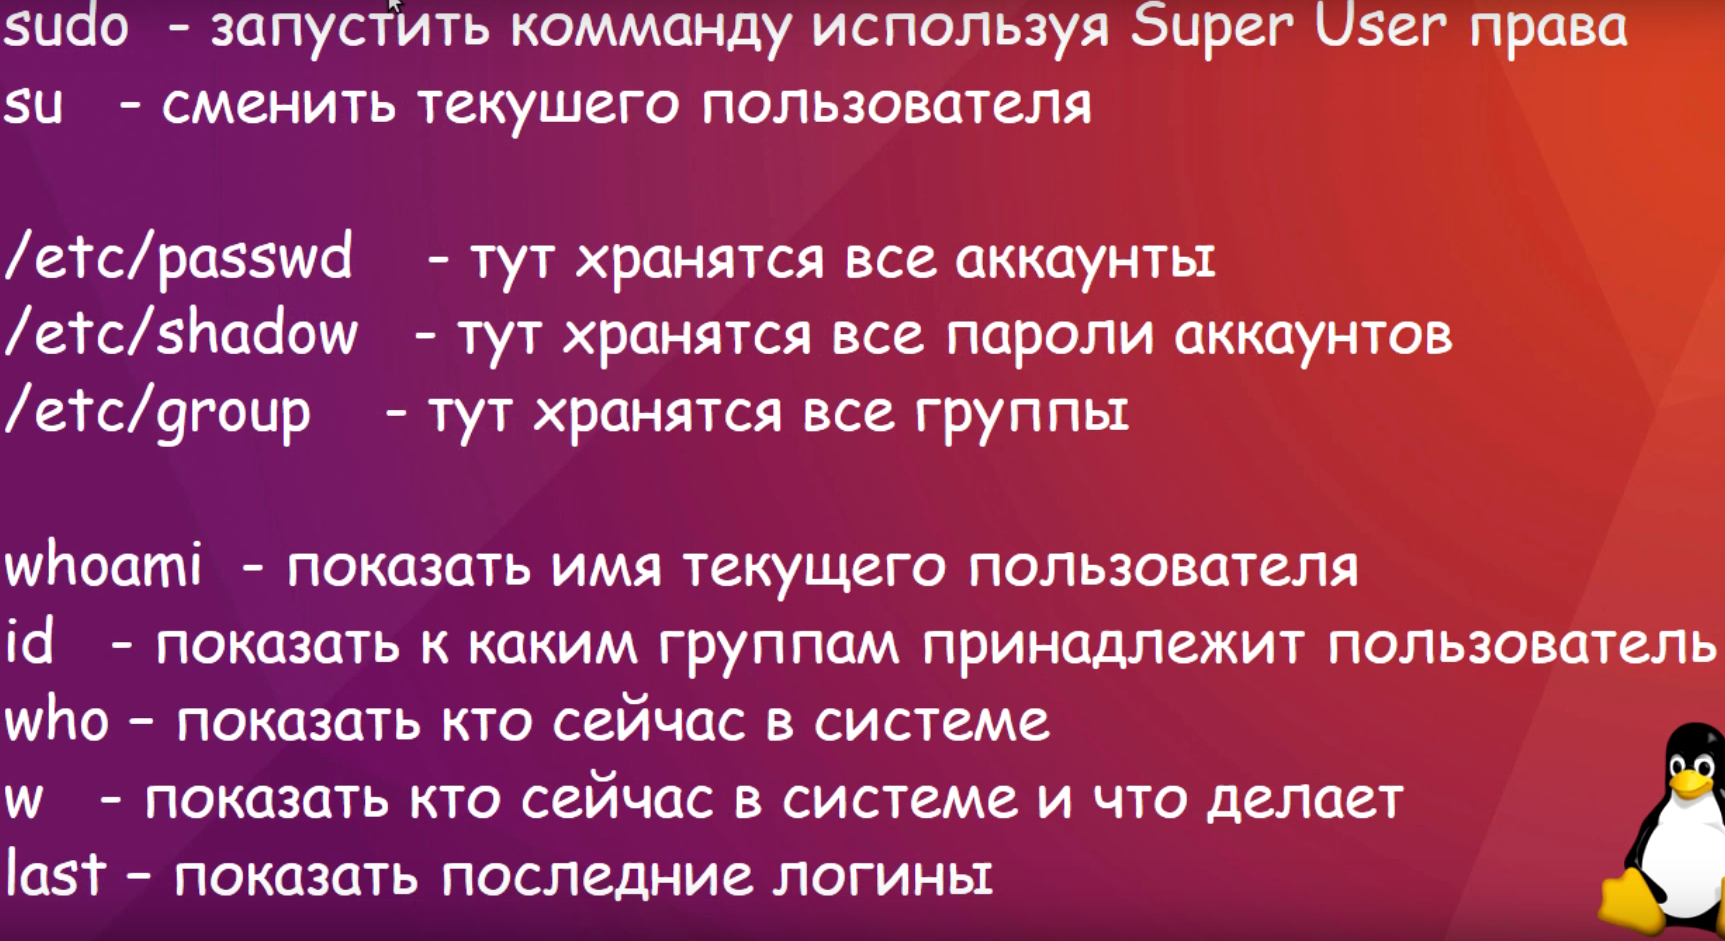 sudo - запустить комманду используя Super User права
su - сменить текушего пользователя
/etc/passwd - тут хранятся все аккаунты
/etc/shadow - тут хранятся все пароли аккаунтов
/etc/group - тут хранятся все группы
whoami - показать имя текущего пользователя
id - показать к каким группам принадлежит пользователь
who – показать кто сейчас в системе
w - показать кто сейчас в системе и что делает
last – показать последние логины